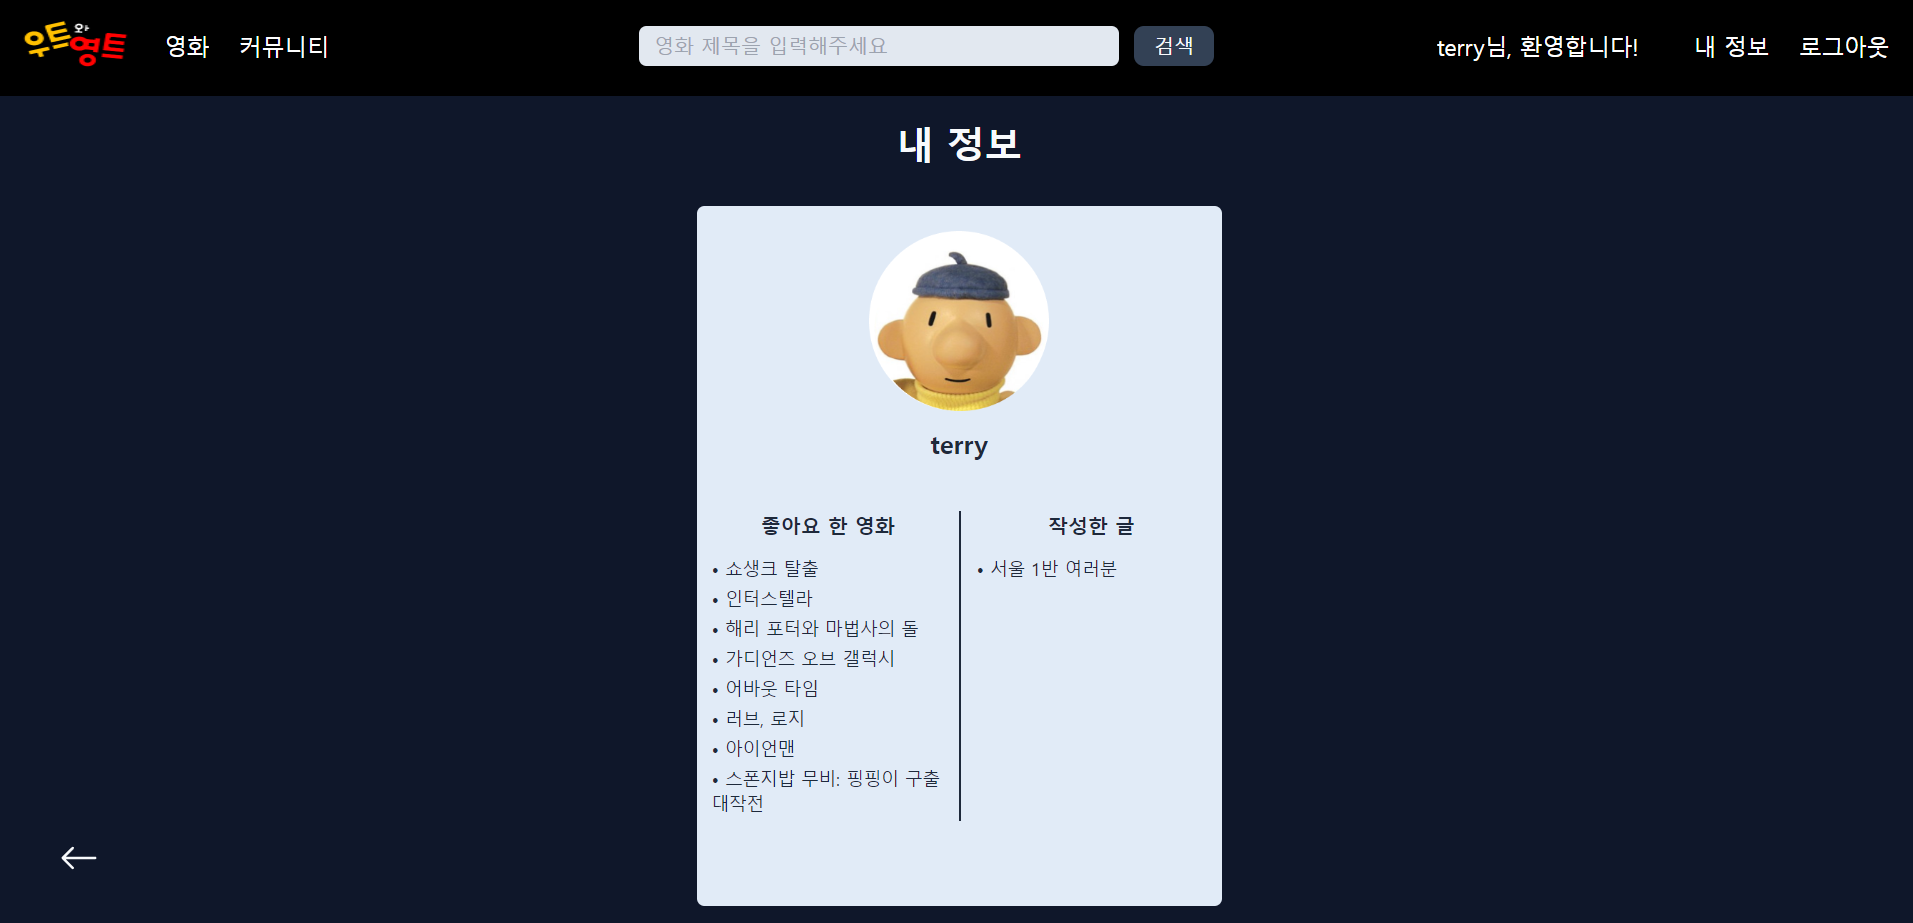 우트와영트
영화 커뮤니티
영화 제목을 입력해주세요 검색
terry님, 환영합니다! 내 정보 로그아웃
내 정보
terry
좋아요 한 영화
• 쇼생크 탈출
• 인터스텔라
• 해리 포터와 마법사의 돌
• 가디언즈 오브 갤럭시
• 어바웃 타임
• 러브, 로지
• 아이언맨
• 스폰지밥 무비: 핑핑이 구출
대작전
작성한 글
• 서울 1반 여러분